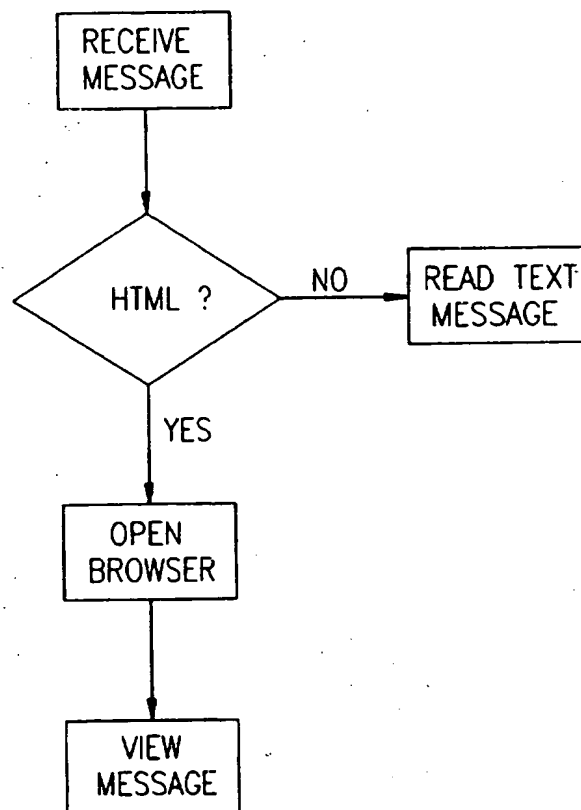 RECEIVE
MESSAGE
HTML ?
NO
READ TEXT
MESSAGE
YES
OPEN
BROWSER
VIEW
MESSAGE